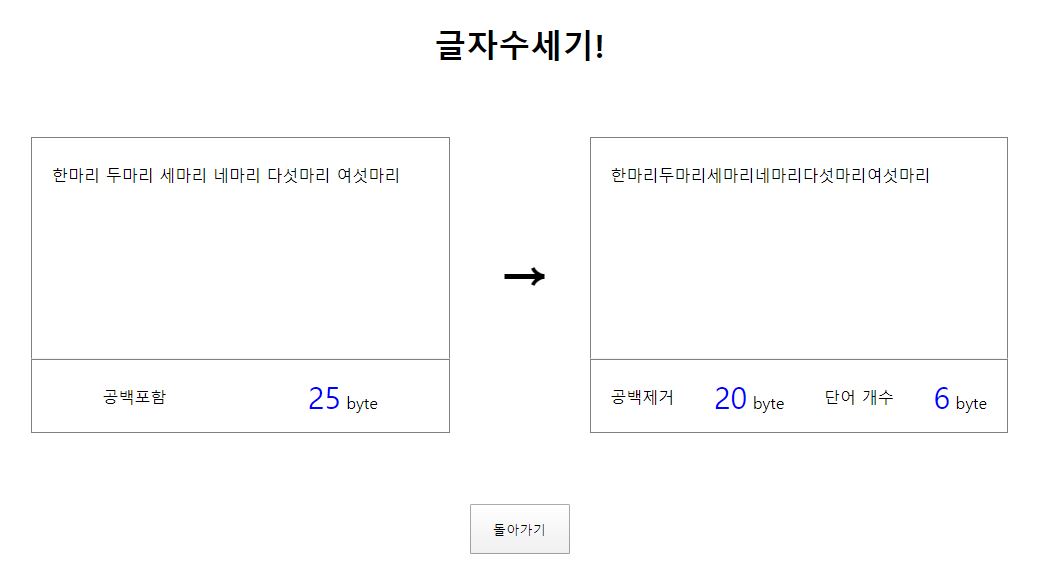 글자수세기!
한마리 두마리 세마리 네마리 다섯마리 여섯마리
공백포함 25 byte
→
한마리두마리세마리네마리다섯마리여섯마리
공백제거 20 byte 단어 개수 6 byte
돌아가기